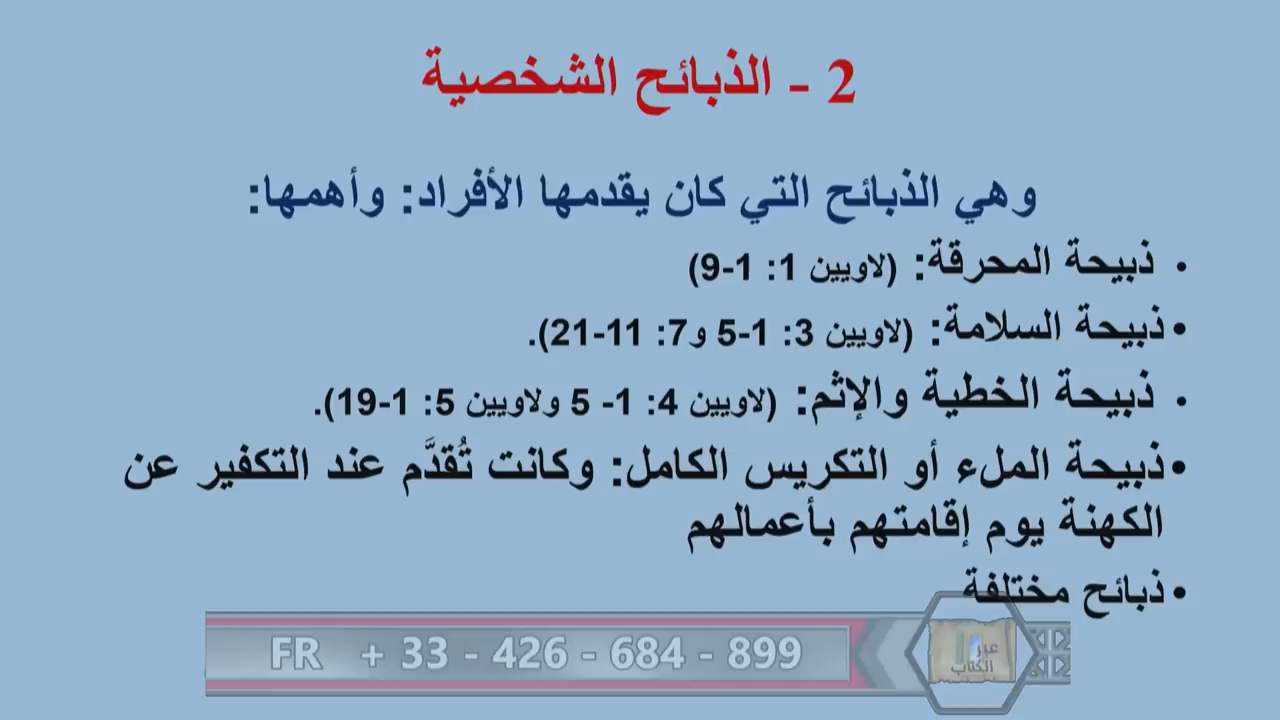 2 - الذبائح الشخصية
وهي الذبائح التي كان يقدمها الأفراد: وأهمها:
• ذبيحة المحرقة: (لاويين 1: 1-9)
• ذبيحة السلامة: (لاويين 3: 1-5 و7: 11-21).
• ذبيحة الخطية والإثم: (لاويين 4: 1- 5 ولاويين 5: 1-19).
• ذبيحة الملء أو التكريس الكامل: وكانت تُقدَّم عند التكفير عن
الكهنة يوم إقامتهم بأعمالهم
• ذبائح مختلفة
FR + 33 - 426 - 684 - 899
عبر
الكتاب